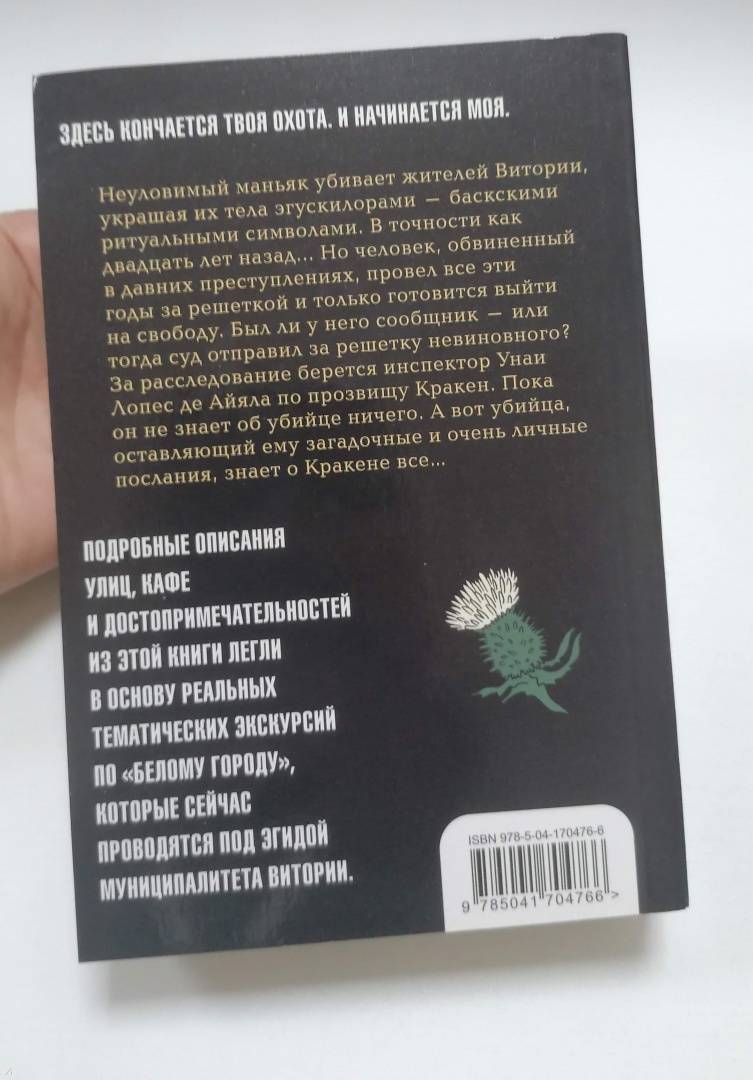 ЗДЕСЬ КОНЧАЕТСЯ ТВОЯ ОХОТА. И НАЧИНАЕТСЯ МОЯ.
Неуловимый маньяк убивает жителей Витории,
украшая их тела эгускилорами — баскскими
ритуальными символами. В точности как
двадцать лет назад... Но человек, обвиненный
в давних преступлениях, провел все эти
годы за решеткой и только готовится выйти
на свободу. Был ли у него сообщник — или
тогда суд отправил за решетку невиновного?
За расследование берется инспектор Унаи
Лопес де Айяла по прозвищу Кракен. Пока
он не знает об убийце ничего. А вот убийца,
оставляющий ему загадочные и очень личные
послания, знает о Кракене все...
ПОДРОБНЫЕ ОПИСАНИЯ
УЛИЦ, КАФЕ
И ДОСТОПРИМЕЧАТЕЛЬНОСТЕЙ
ИЗ ЭТОЙ КНИГИ ЛЕГЛИ
В ОСНОВУ РЕАЛЬНЫХ
ТЕМАТИЧЕСКИХ ЭКСКУРСИЙ
ПО «БЕЛОМУ ГОРОДУ»,
КОТОРЫЕ СЕЙЧАС
ПРОВОДЯТСЯ ПОД ЭГИДОЙ
МУНИЦИПАЛИТЕТА ВИТОРИИ.
ISBN 978-5-04-170476-6
9 785041 704766 >